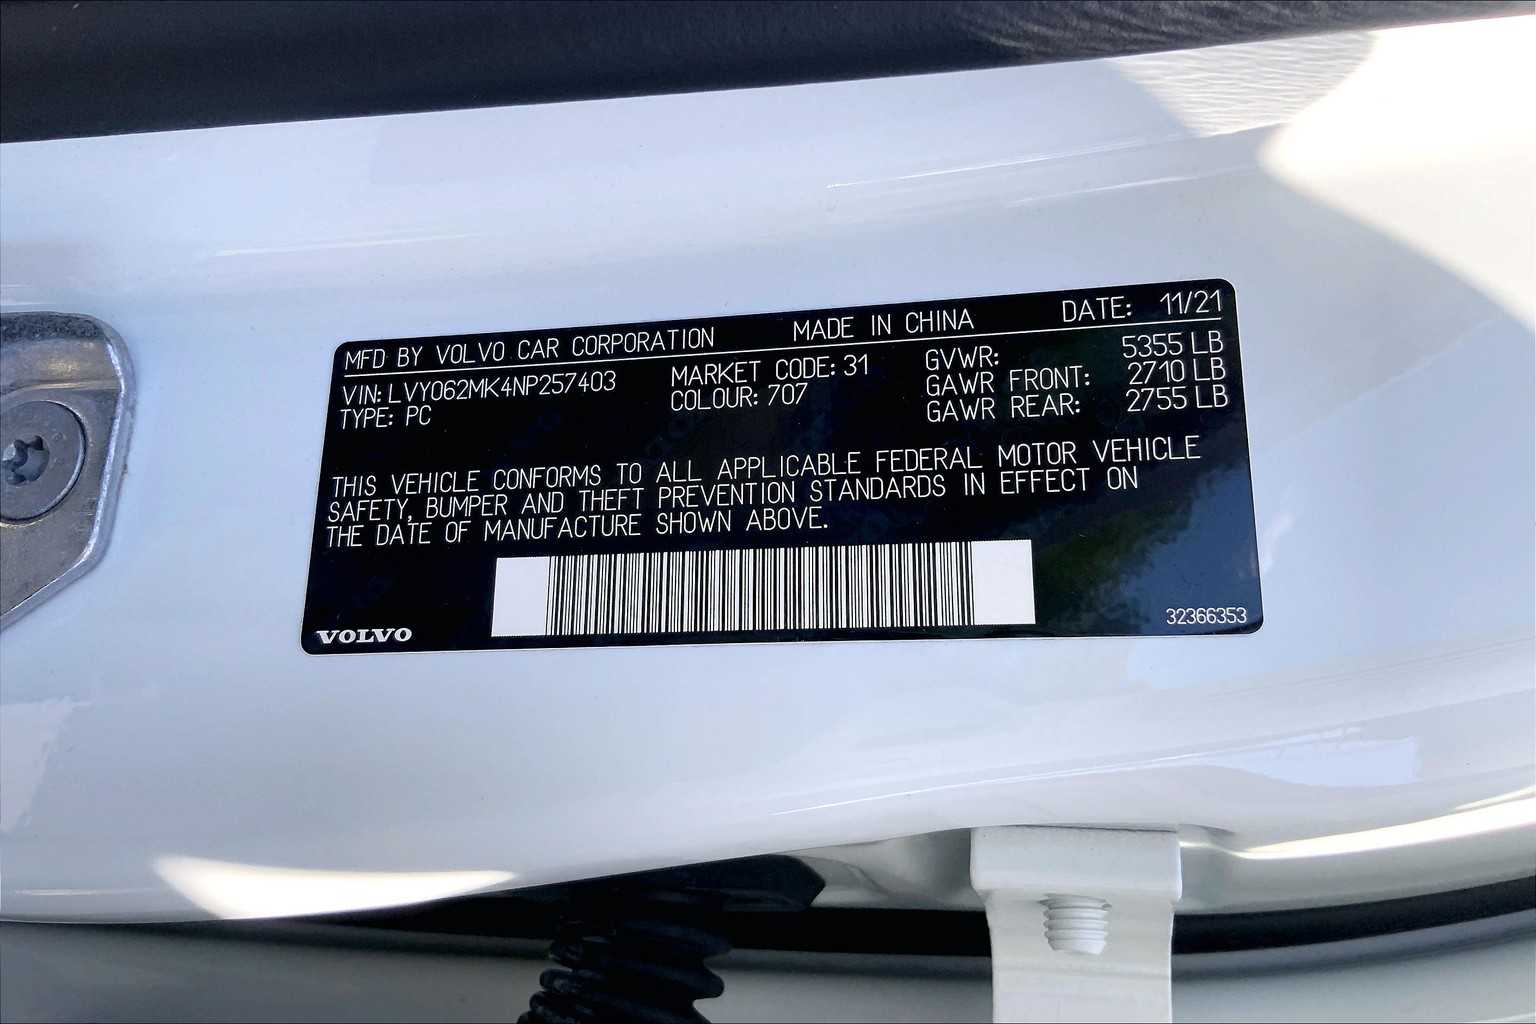 MFD BY VOLVO CAR CORPORATION MADE IN CHINA DATE: 11/21
VIN: LVY062MK4NP257403 MARKET CODE: 31 GVWR: 5355 LB
TYPE: PC COLOUR: 707 GAWR FRONT: 2710 LB
GAWR REAR: 2755 LB
THIS VEHICLE CONFORMS TO ALL APPLICABLE FEDERAL MOTOR VEHICLE
SAFETY, BUMPER AND THEFT PREVENTION STANDARDS IN EFFECT ON
THE DATE OF MANUFACTURE SHOWN ABOVE.
VOLVO 32366353